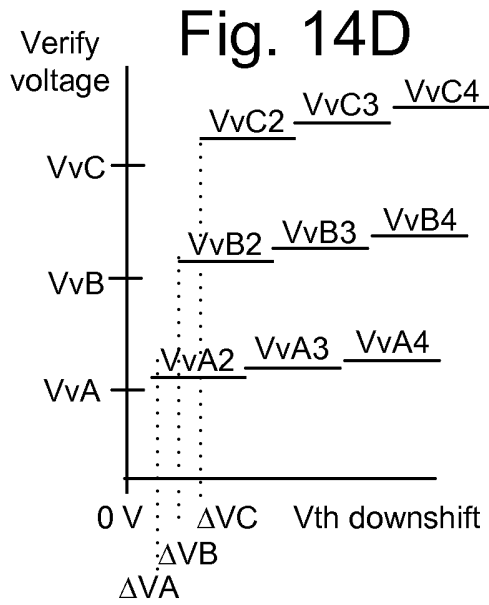 Fig. 14D
Verify
voltage
VvC4
VvC3
VvC2
VvC
VvB4
VvB3
VvB2
VvB
VvA4
VvA3
VvA2
VvA
0 V
ΔVC
Vth downshift
ΔVB
ΔVA